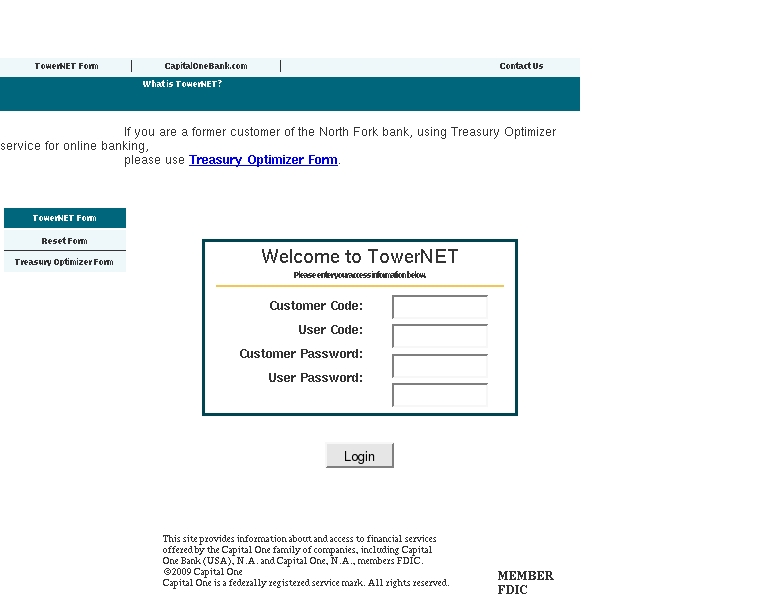 TowerNET Form
CapitalOneBank.com
Contact Us
What is TowerNET?
If you are a former customer of the North Fork bank, using Treasury Optimizer
service for online banking,
please use Treasury Optimizer Form.
TowerNET Form
Reset Form
Treasury Optimizer Form
Welcome to TowerNET
Please enter your access information below.
Customer Code:
User Code:
Customer Password:
User Password:
Login
This site provides information about and access to financial services
offered by the Capital One family of companies, including Capital
One Bank (USA), N.A. and Capital One, N.A., members FDIC.
©2009 Capital One
Capital One is a federally registered service mark. All rights reserved.
MEMBER
FDIC